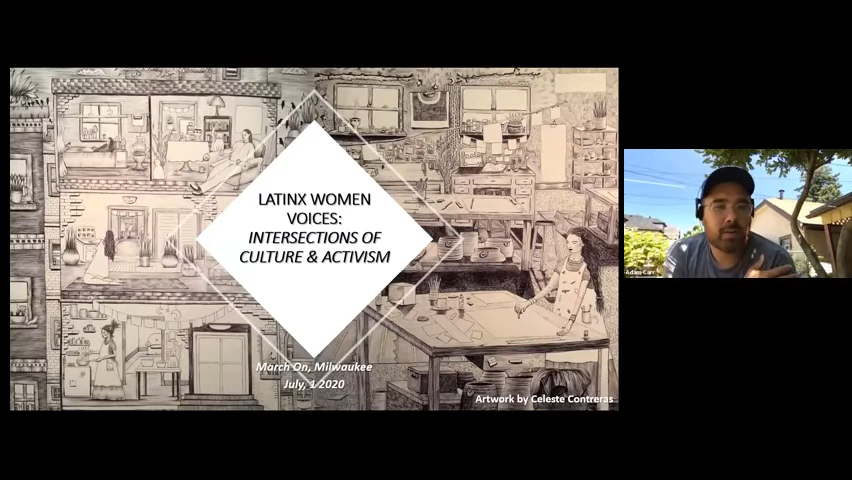 LATINX WOMEN
VOICES:
INTERSECTIONS OF
CULTURE & ACTIVISM
March On, Milwaukee
July, 1 2020
Artwork by Celeste Contreras
Adam Carr